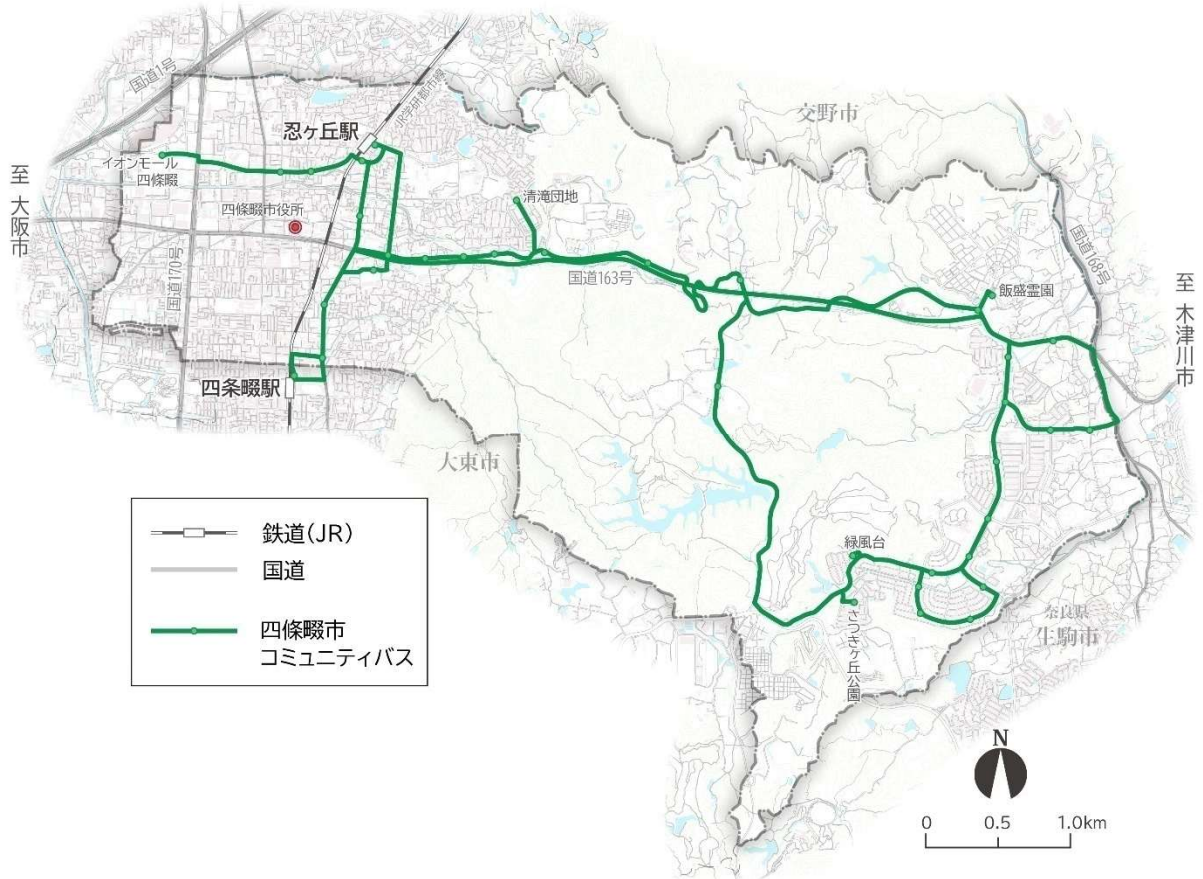 国道1号
JR学研都市線
忍ヶ丘駅
交野市
イオンモール
四條畷
至 大阪市
四條畷市役所
清滝団地
国道170号
国道163号
国道168号
飯盛霊園
至 木津川市
四条畷駅
大東市
鉄道(JR)
国道
四條畷市
コミュニティバス
緑風台
さつきヶ丘公園
奈良県
生駒市
N
0 0.5 1.0km